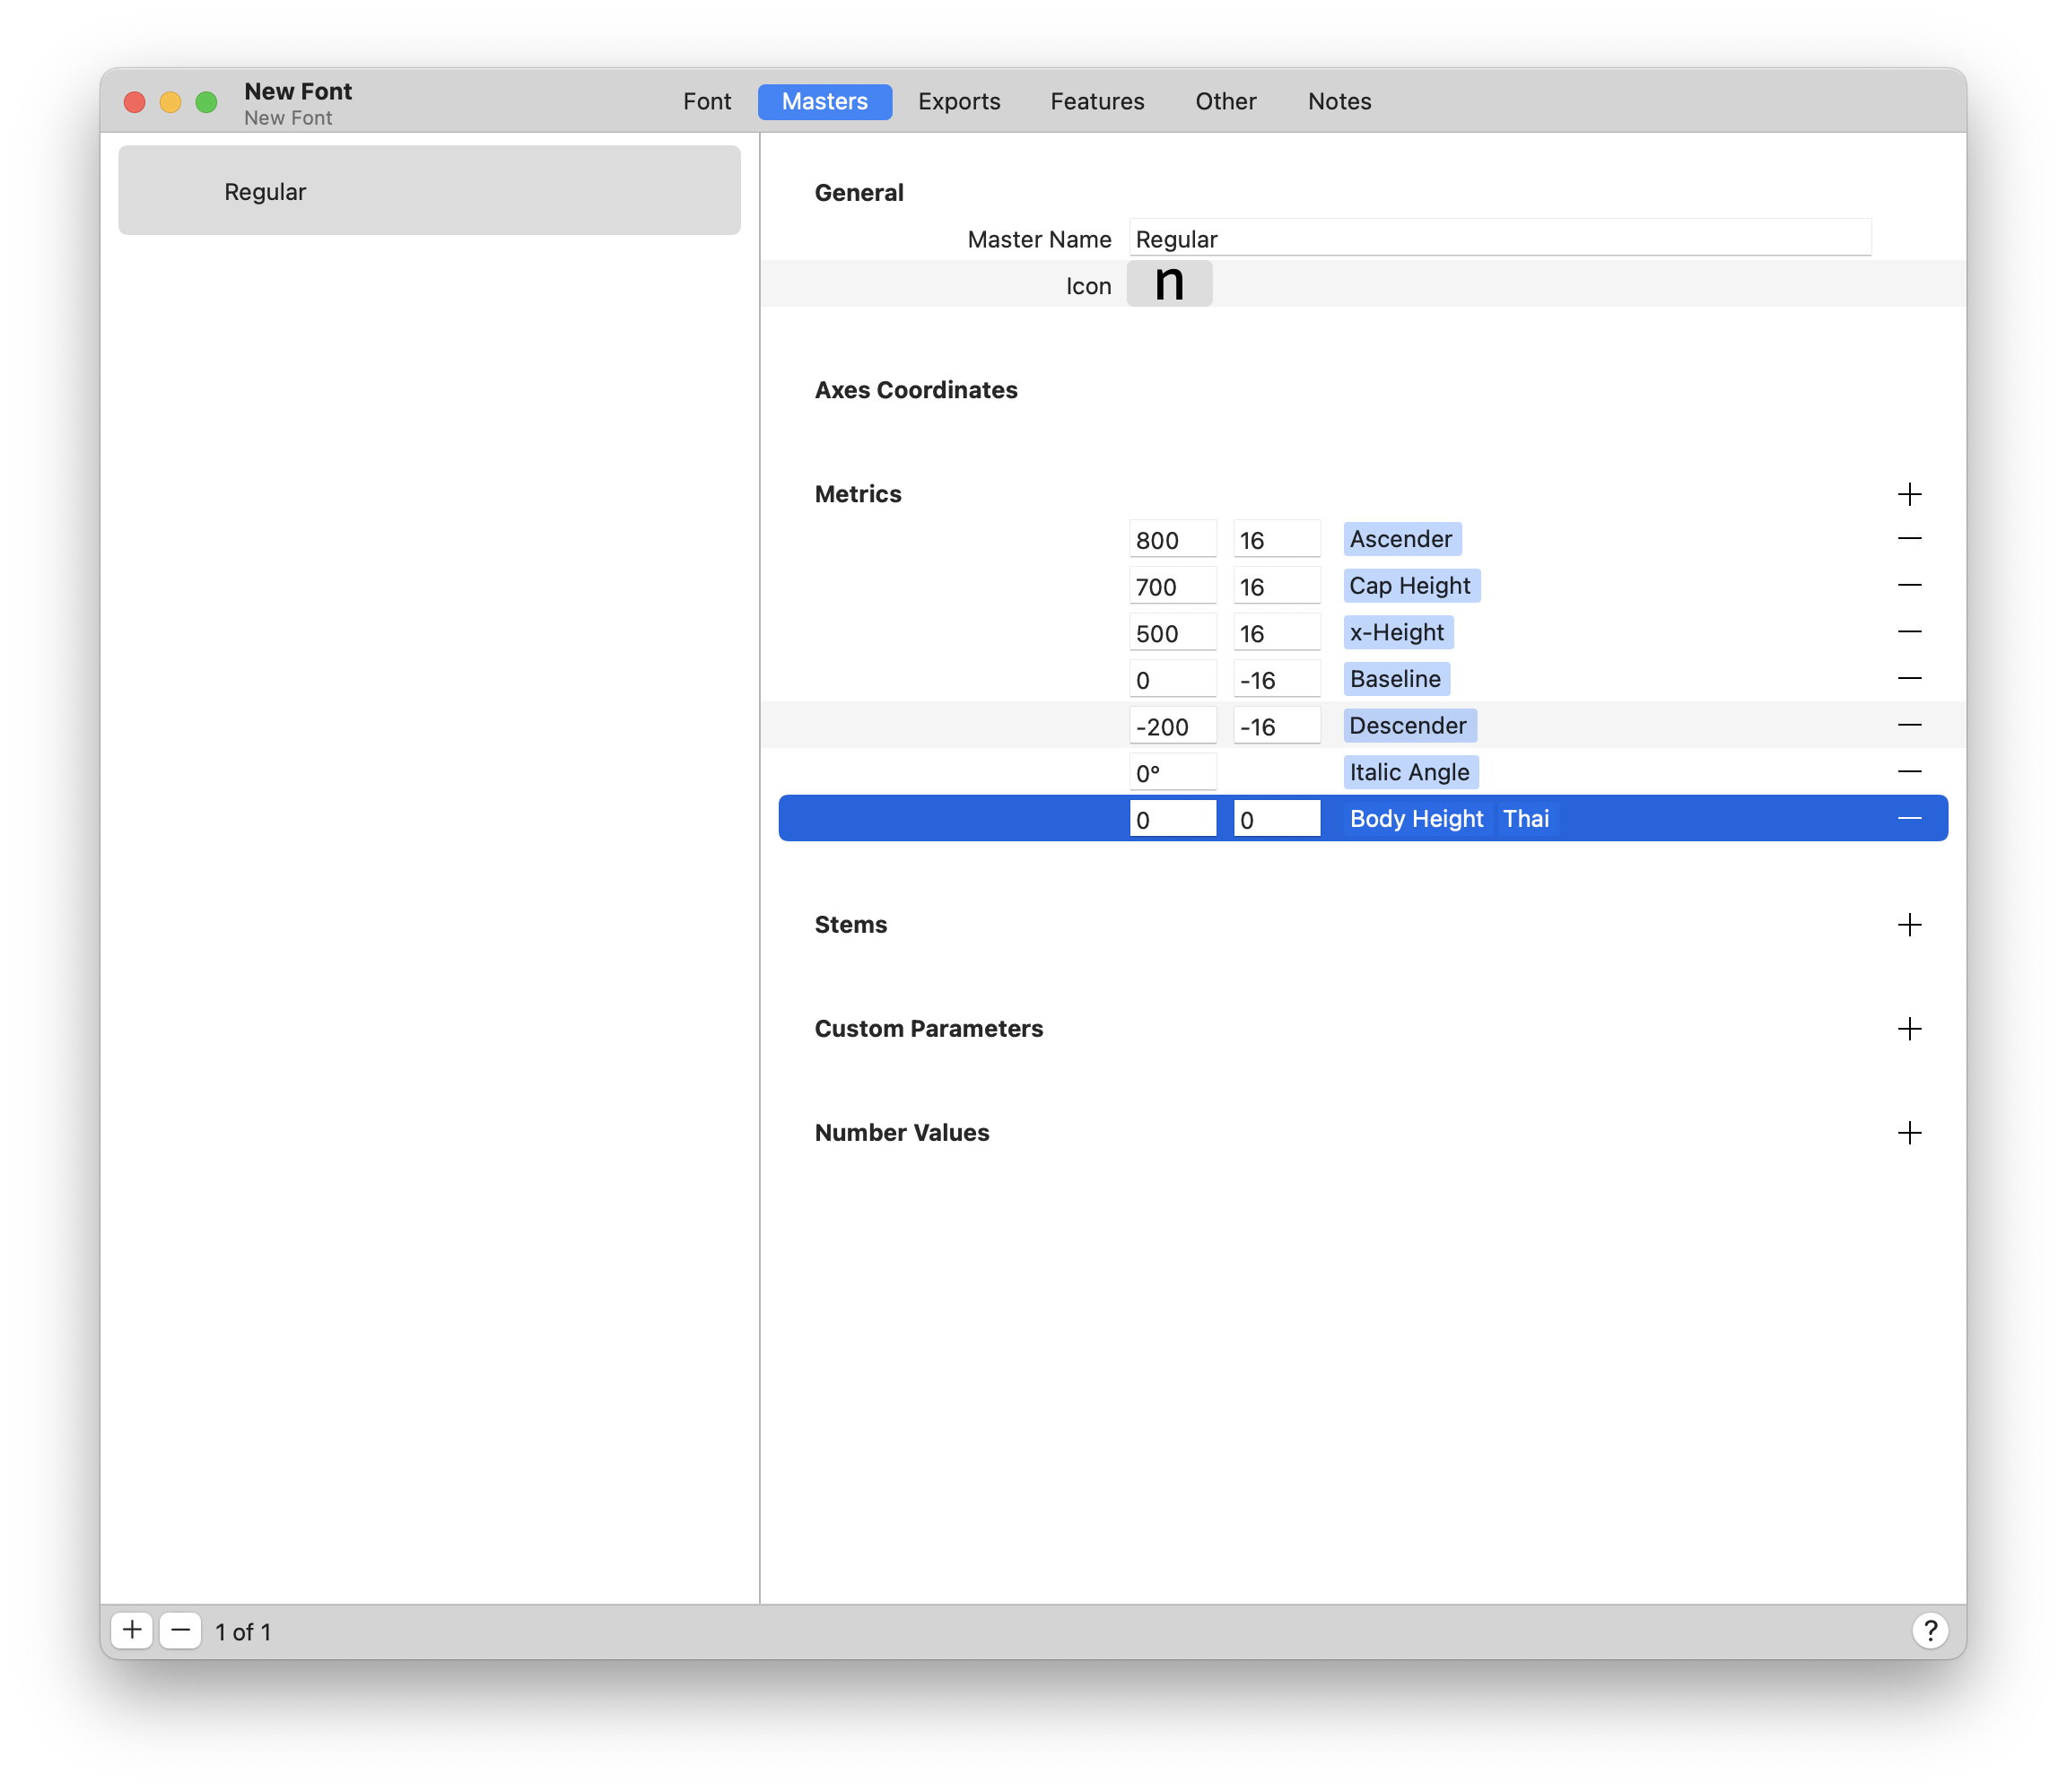 New Font
New Font
Font Masters Exports Features Other Notes
Regular
General
Master Name Regular
Icon n
Axes Coordinates
Metrics
800 16 Ascender
700 16 Cap Height
500 16 x-Height
0 -16 Baseline
-200 -16 Descender
0° Italic Angle
0 0 Body Height Thai
Stems
Custom Parameters
Number Values
1 of 1
?